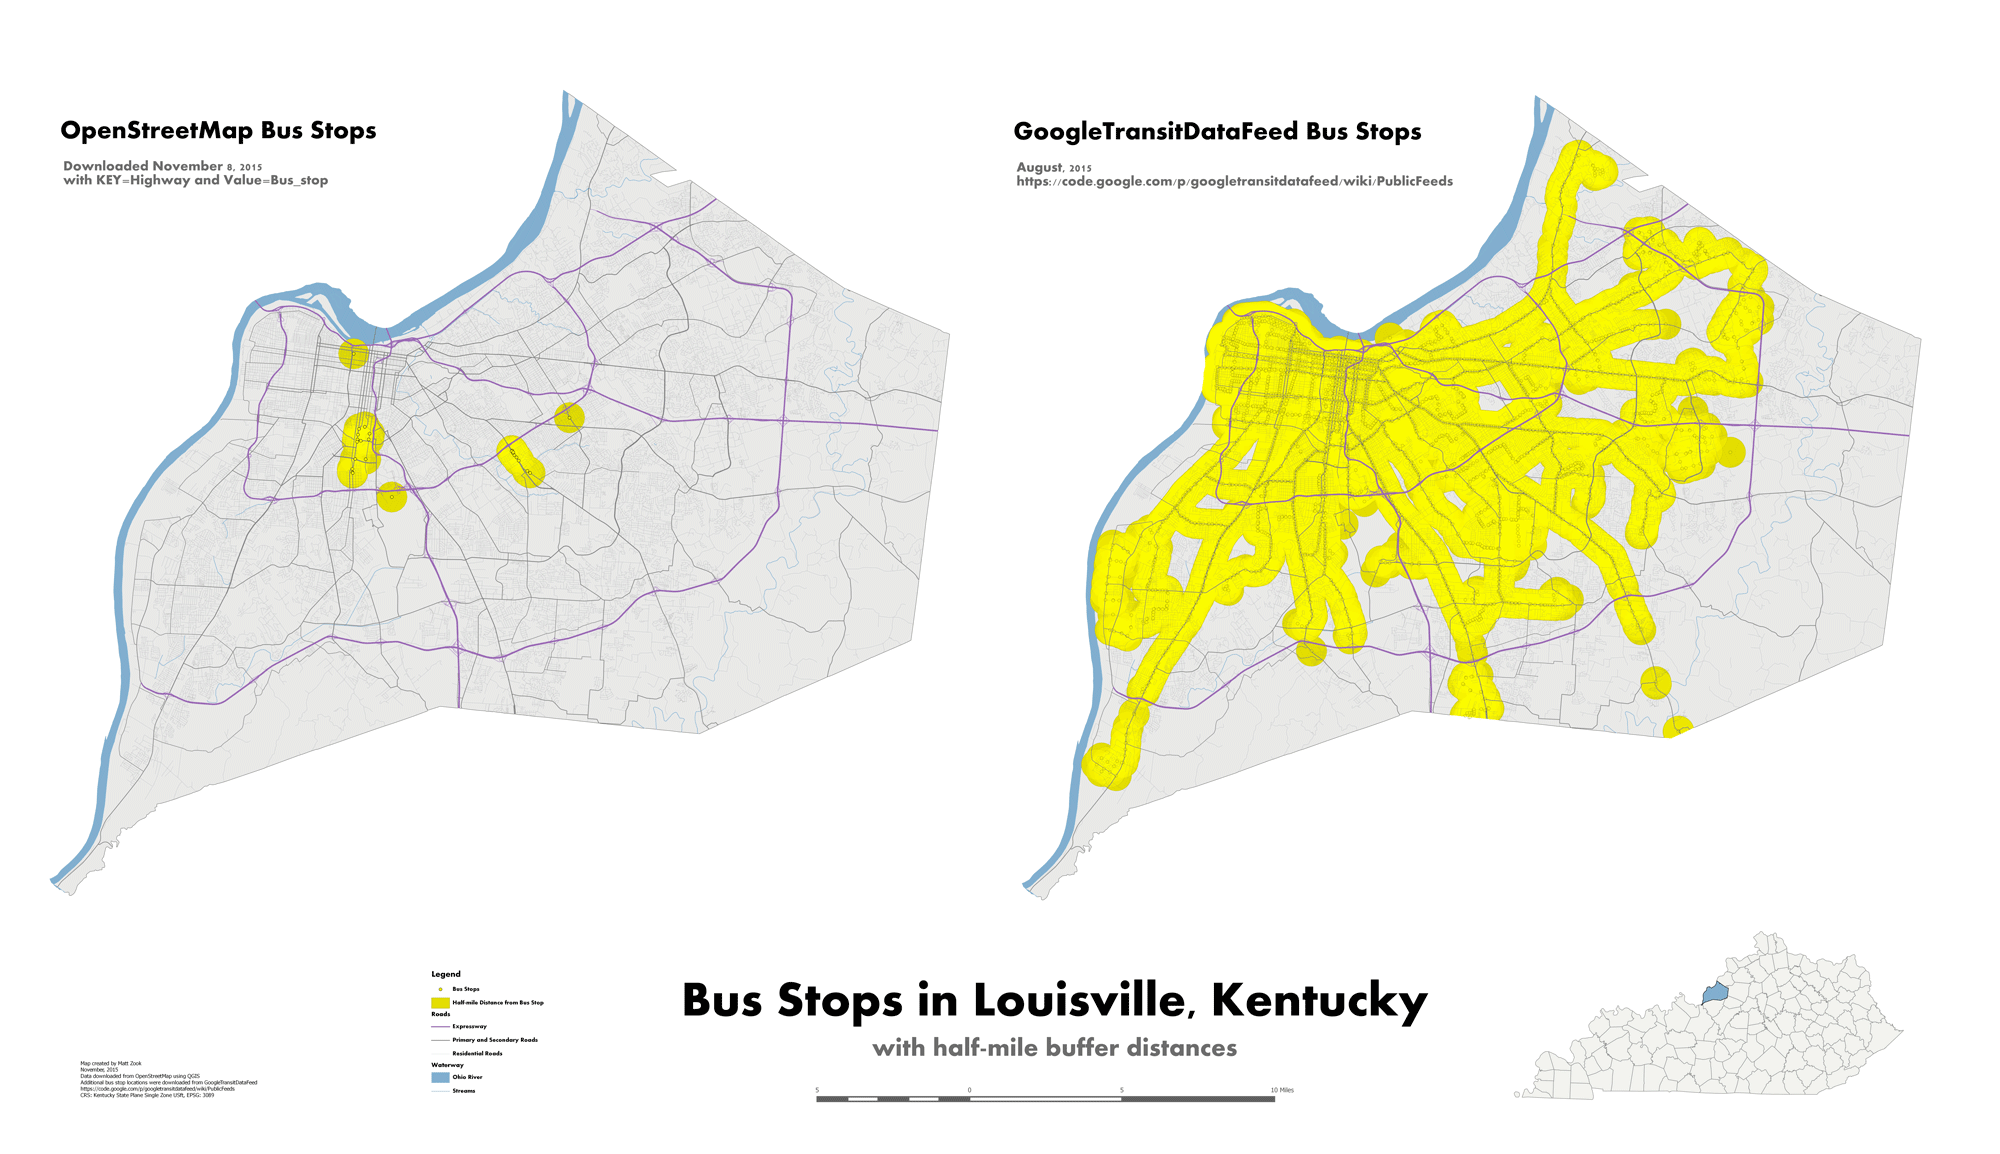 OpenStreetMap Bus Stops
Downloaded November 8, 2015
with KEY=Highway and Value=Bus_stop
GoogleTransitDataFeed Bus Stops
August, 2015
https://code.google.com/p/googletransitdatafeed/wiki/PublicFeeds
Legend
Bus Stops
Half-mile Distance from Bus Stop
Roads
Expressway
Primary and Secondary Roads
Residential Roads
Waterway
Ohio River
Streams
Bus Stops in Louisville, Kentucky
with half-mile buffer distances
5 0 5 10 Miles
Map created by Matt Zook
November, 2015
Data downloaded from OpenStreetMap using QGIS
Additional bus stop locations were downloaded from GoogleTransitDataFeed
https://code.google.com/p/googletransitdatafeed/wiki/PublicFeeds
CRS: Kentucky State Plane Single Zone USft, EPSG: 3089